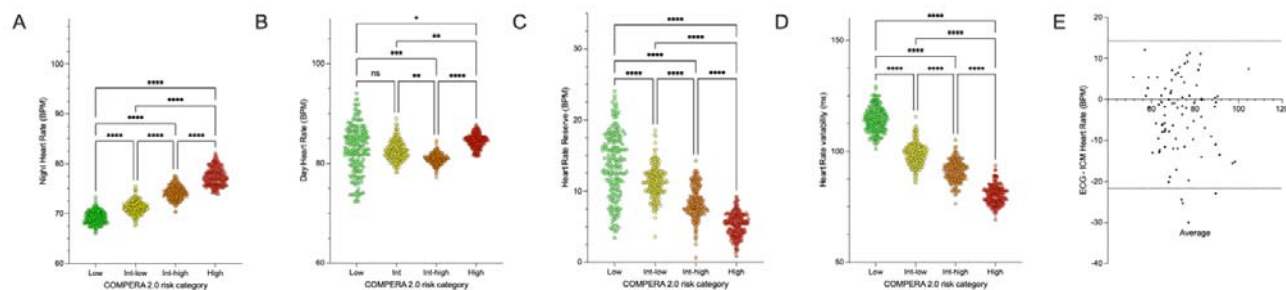 A
Night Heart Rate (BPM)
100
90
80
70
60
****
****
****
****
****
****
Low
Int-low
Int-high
High
COMPERA 2.0 risk category
B
Day Heart Rate (BPM)
100
80
60
*
**
***
ns
**
****
Low
Int
Int-high
High
COMPERA 2.0 risk category
C
Heart Rate Reserve (BPM)
35
30
20
10
0
****
****
****
****
****
****
Low
Int-low
Int-high
High
COMPERA 2.0 risk category
D
Heart Rate variability (ms)
150
100
50
****
****
****
****
****
****
Low
Int-low
Int-high
High
COMPERA 2.0 risk category
E
ECG - ICM Heart Rate (BPM)
20
10
0
-10
-20
-30
-40
60
80
100
120
Average